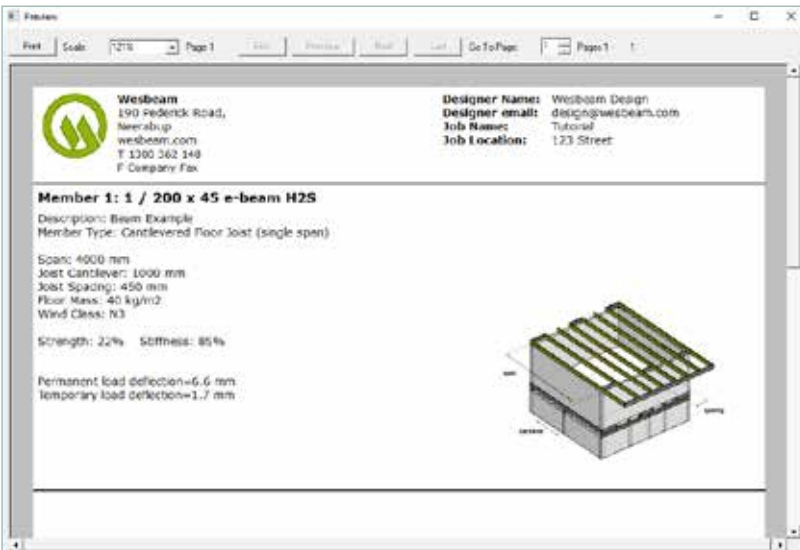 Preview
Print Scale: 121% Page 1 First Previous Next Last Go To Page: 1 Pages 1 1
Wesbeam
190 Pederick Road,
Neerabup
wesbeam.com
T 1300 362 148
F Company Fax
Designer Name: Wesbeam Design
Designer email: design@wesbeam.com
Job Name: Tutorial
Job Location: 123 Street
Member 1: 1 / 200 x 45 e-beam H2S
Description: Beam Example
Member Type: Cantilevered Floor Joist (single span)
Span: 4000 mm
Joist Cantilever: 1000 mm
Joist Spacing: 450 mm
Floor Mass: 40 kg/m2
Wind Class: N3
Strength: 22% Stiffness: 85%
Permanent load deflection=6.6 mm
Temporary load deflection=1.7 mm
spacing